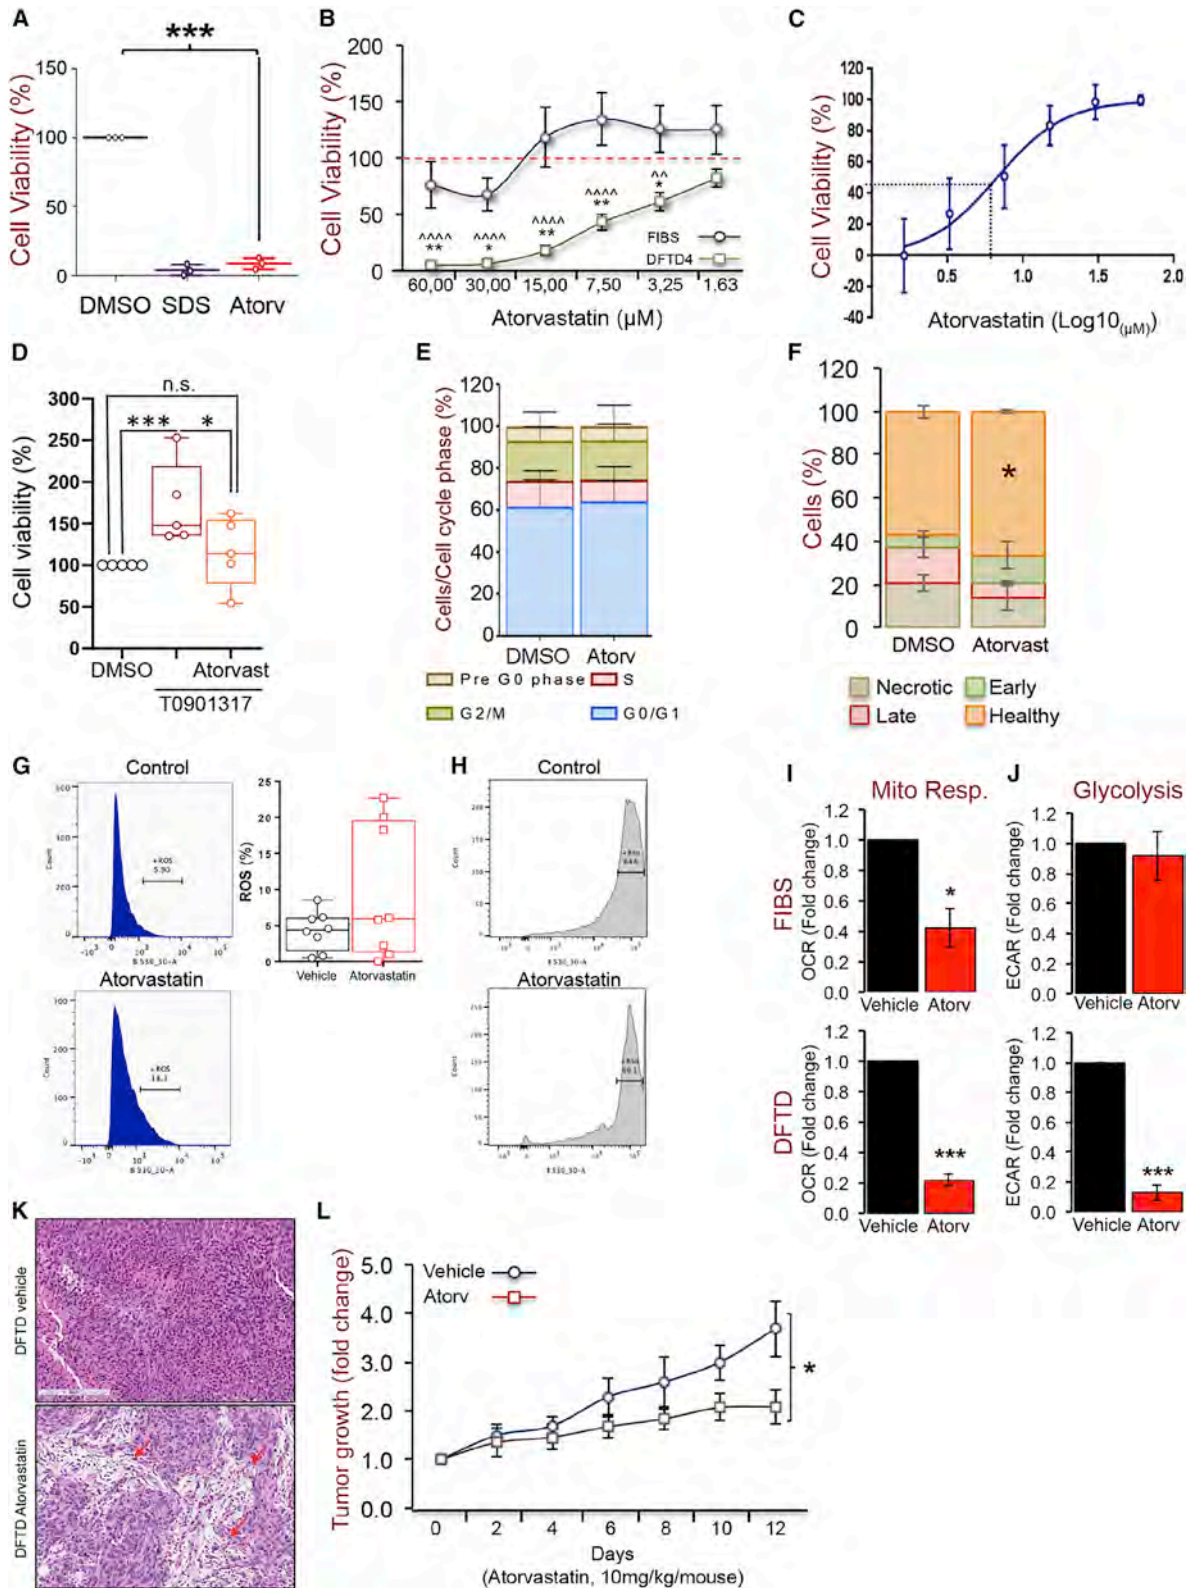 A
***
Cell Viability (%)
150
100
50
0
DMSO SDS Atorv
B
Cell Viability (%)
200
150
100
50
0
^^^^ ^^^^ ^^^^ ^^^^ ^^
** * ** ** *
FIBS
DFTD4
60,00 30,00 15,00 7,50 3,25 1,63
Atorvastatin (µM)
C
Cell Viability (%)
120
100
80
60
40
20
0
-20
-40
0.0 0.5 1.0 1.5 2.0
Atorvastatin (Log10(µM))
D
n.s.
*** *
Cell viability (%)
300
250
200
150
100
50
0
DMSO Atorvast
T0901317
E
Cells/Cell cycle phase (%)
120
100
80
60
40
20
0
DMSO Atorv
Pre G0 phase S
G2/M G0/G1
F
Cells (%)
100
80
60
40
20
0
*
DMSO Atorvast
Necrotic Early
Late Healthy
G
Control
Count
+ROS
Atorvastatin
Count
+ROS
ROS (%)
25
20
15
10
5
0
Vehicle Atorvastatin
H
Control
Count
Atorvastatin
Count
I
Mito Resp.
FIBS
OCR (Fold change)
1.2
1.0
0.8
0.6
0.4
0.2
0.0
*
Vehicle Atorv
DFTD
OCR (Fold change)
1.2
1.0
0.8
0.6
0.4
0.2
0.0
***
Vehicle Atorv
J
Glycolysis
ECAR (Fold change)
1.2
1.0
0.8
0.6
0.4
0.2
0.0
Vehicle Atorv
ECAR (Fold change)
1.2
1.0
0.8
0.6
0.4
0.2
0.0
***
Vehicle Atorv
K
DFTD vehicle
DFTD Atorvastatin
L
Tumor growth (fold change)
5.0
4.0
3.0
2.0
1.0
0.0
Vehicle
Atorv
*
0 2 4 6 8 10 12
Days
(Atorvastatin, 10mg/kg/mouse)